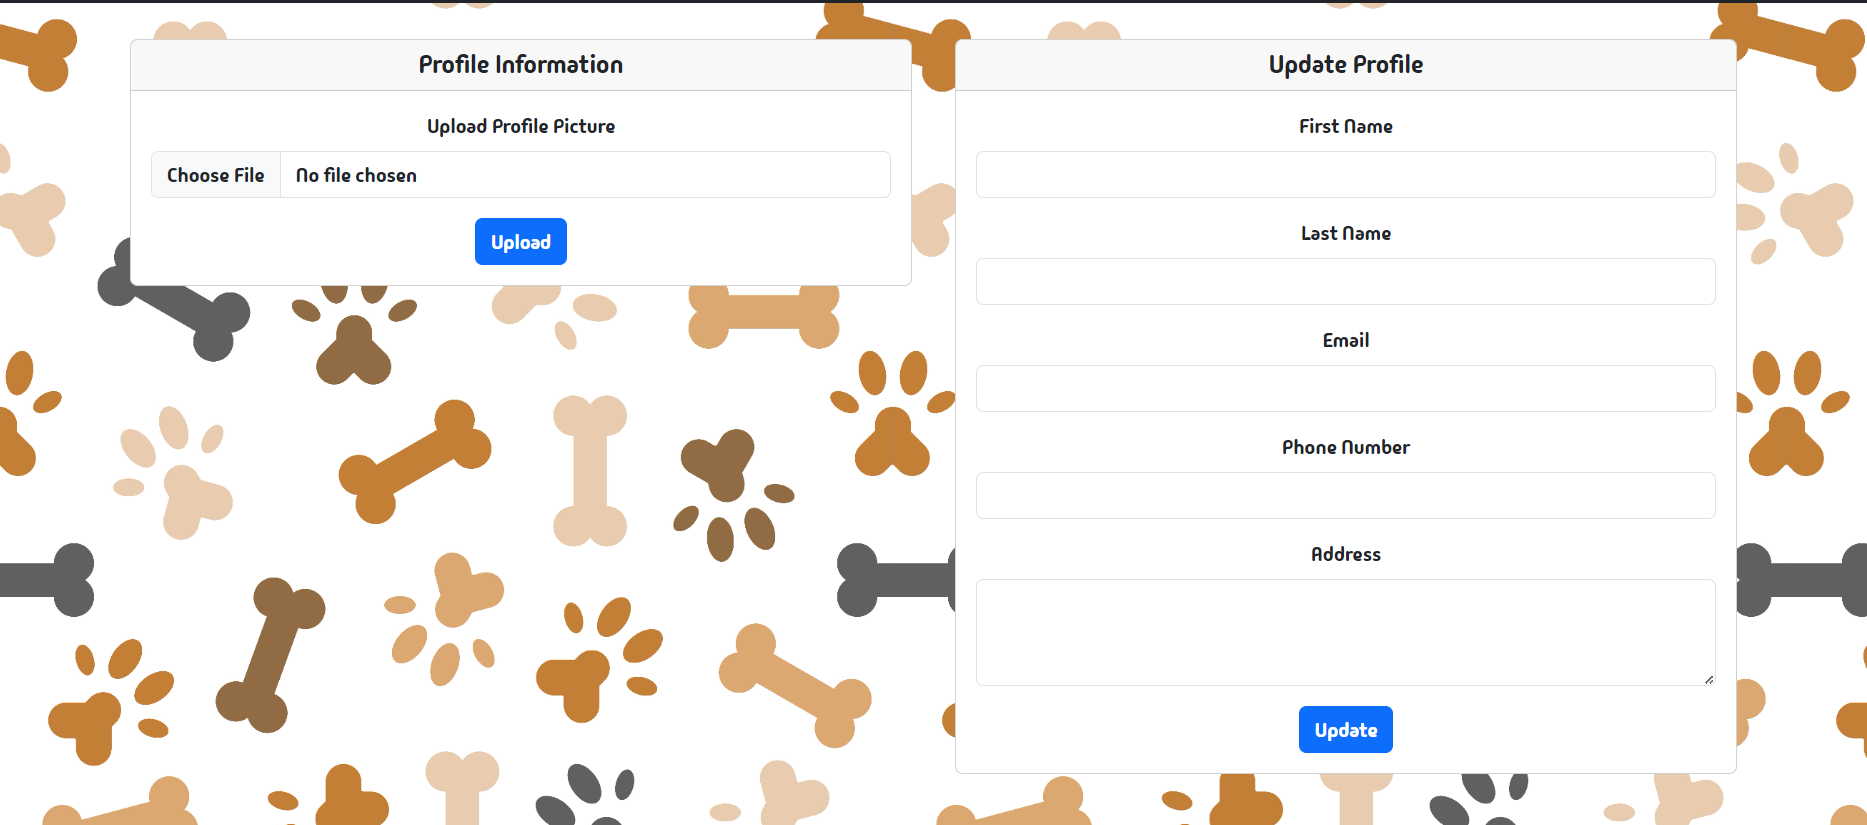 Profile Information
Upload Profile Picture
Choose File No file chosen
Upload
Update Profile
First Name
Last Name
Email
Phone Number
Address
Update